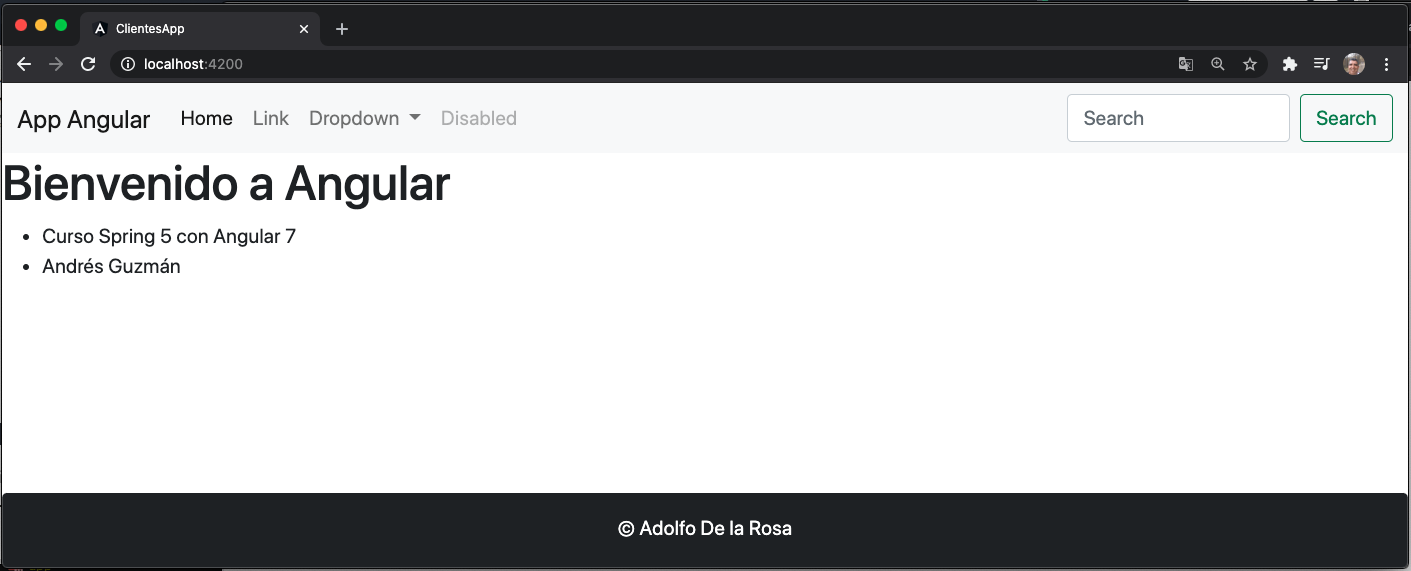 ClientesApp
localhost:4200
App Angular Home Link Dropdown Disabled Search Search
Bienvenido a Angular
• Curso Spring 5 con Angular 7
• Andrés Guzmán
© Adolfo De la Rosa